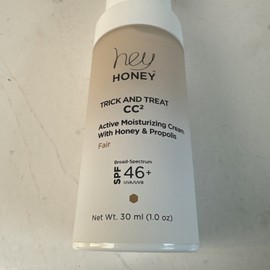 hey
HONEY
TRICK AND TREAT
CC²
Active Moisturizing Cream
With Honey & Propolis
Fair
Broad-Spectrum
SPF 46+
UVA/UVB
Net Wt. 30 ml (1.0 oz)